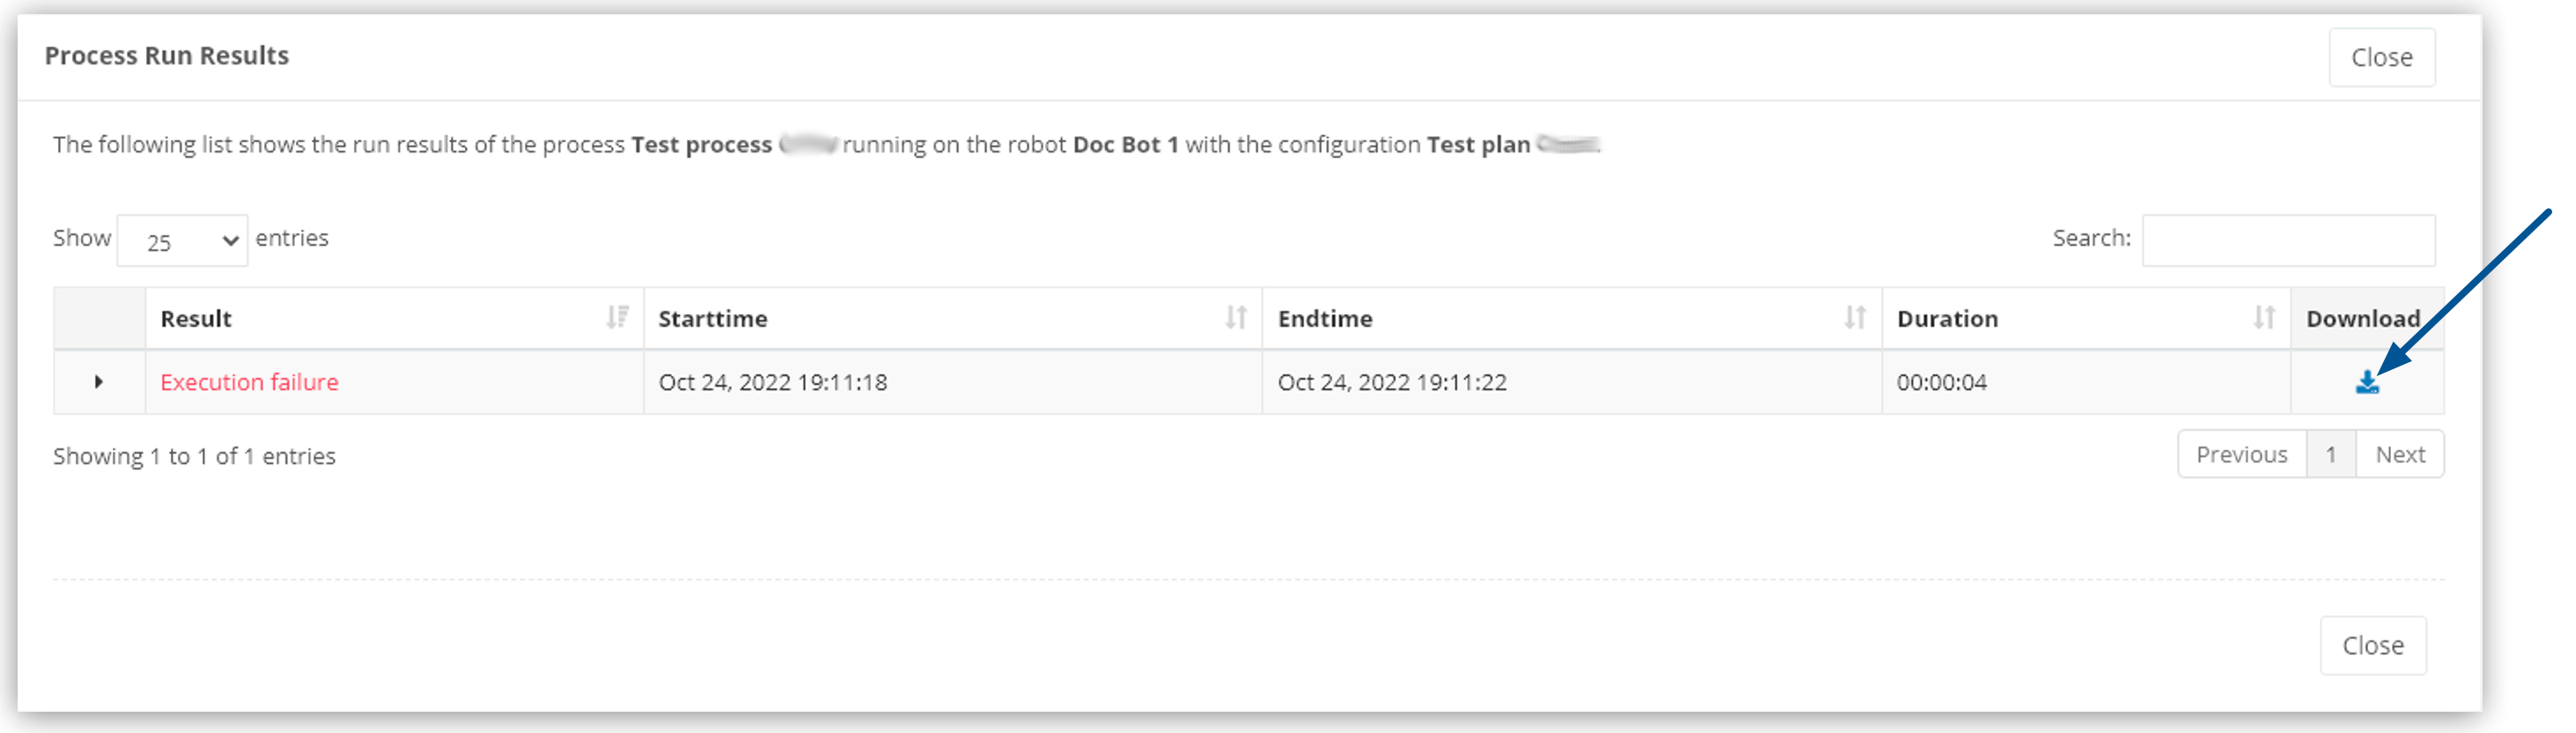 Process Run Results
Close
The following list shows the run results of the process Test process running on the robot Doc Bot 1 with the configuration Test plan
Show 25 entries
Search:
Result Starttime Endtime Duration Download
Execution failure Oct 24, 2022 19:11:18 Oct 24, 2022 19:11:22 00:00:04
Showing 1 to 1 of 1 entries
Previous 1 Next
Close